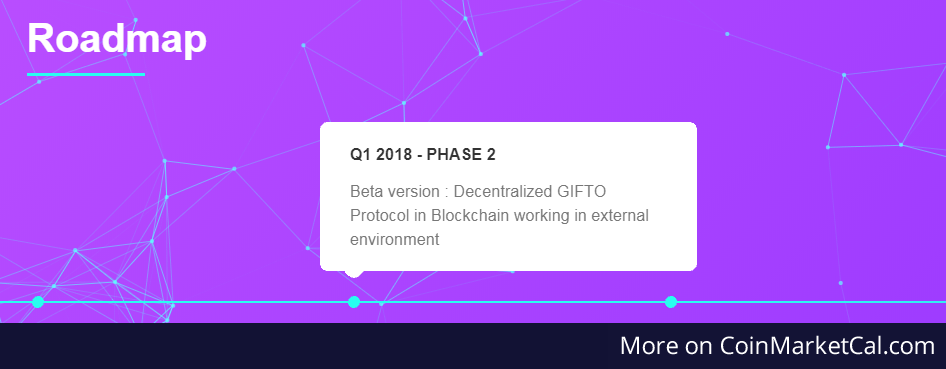 Roadmap
Q1 2018 - PHASE 2
Beta version : Decentralized GIFTO
Protocol in Blockchain working in external
environment
More on CoinMarketCal.com